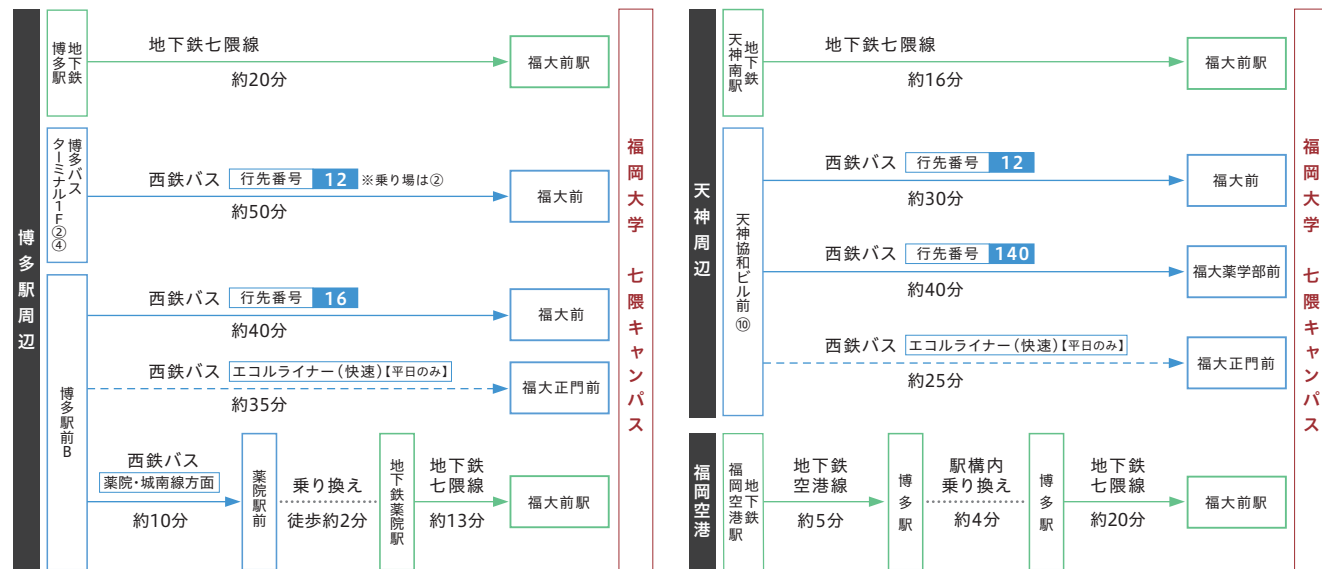 博多駅周辺
地下鉄
博多駅
地下鉄七隈線
約20分
福大前駅
博多バス
ターミナル1F②④
西鉄バス 行先番号 12 ※乗り場は②
約50分
福大前
博多駅前B
西鉄バス 行先番号 16
約40分
福大前
西鉄バス エコルライナー（快速）【平日のみ】
約35分
福大正門前
西鉄バス
薬院・城南線方面
約10分
薬院駅前
乗り換え
徒歩約2分
地下鉄薬院駅
地下鉄
七隈線
約13分
福大前駅
福岡大学 七隈キャンパス
天神周辺
地下鉄
天神南駅
地下鉄七隈線
約16分
福大前駅
天神協和ビル前⑩
西鉄バス 行先番号 12
約30分
福大前
西鉄バス 行先番号 140
約40分
福大薬学部前
西鉄バス エコルライナー（快速）【平日のみ】
約25分
福大正門前
福岡空港
地下鉄
福岡空港駅
地下鉄
空港線
約5分
博多駅
駅構内
乗り換え
約4分
博多駅
地下鉄
七隈線
約20分
福大前駅
福岡大学 七隈キャンパス